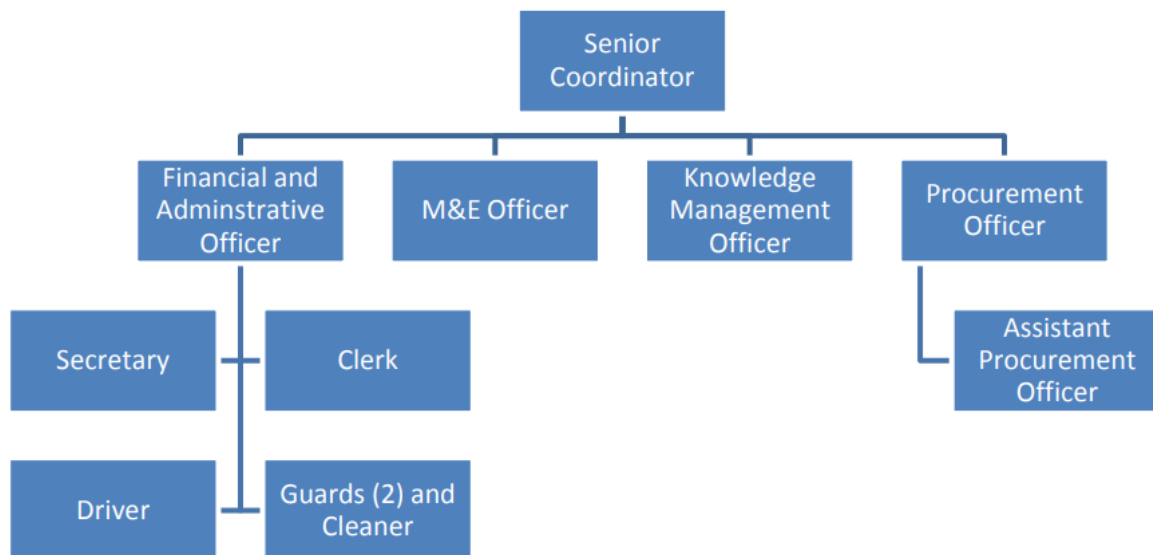 Senior
Coordinator
Financial and
Adminstrative
Officer
M&E Officer
Knowledge
Management
Officer
Procurement
Officer
Secretary
Clerk
Assistant
Procurement
Officer
Driver
Guards (2) and
Cleaner